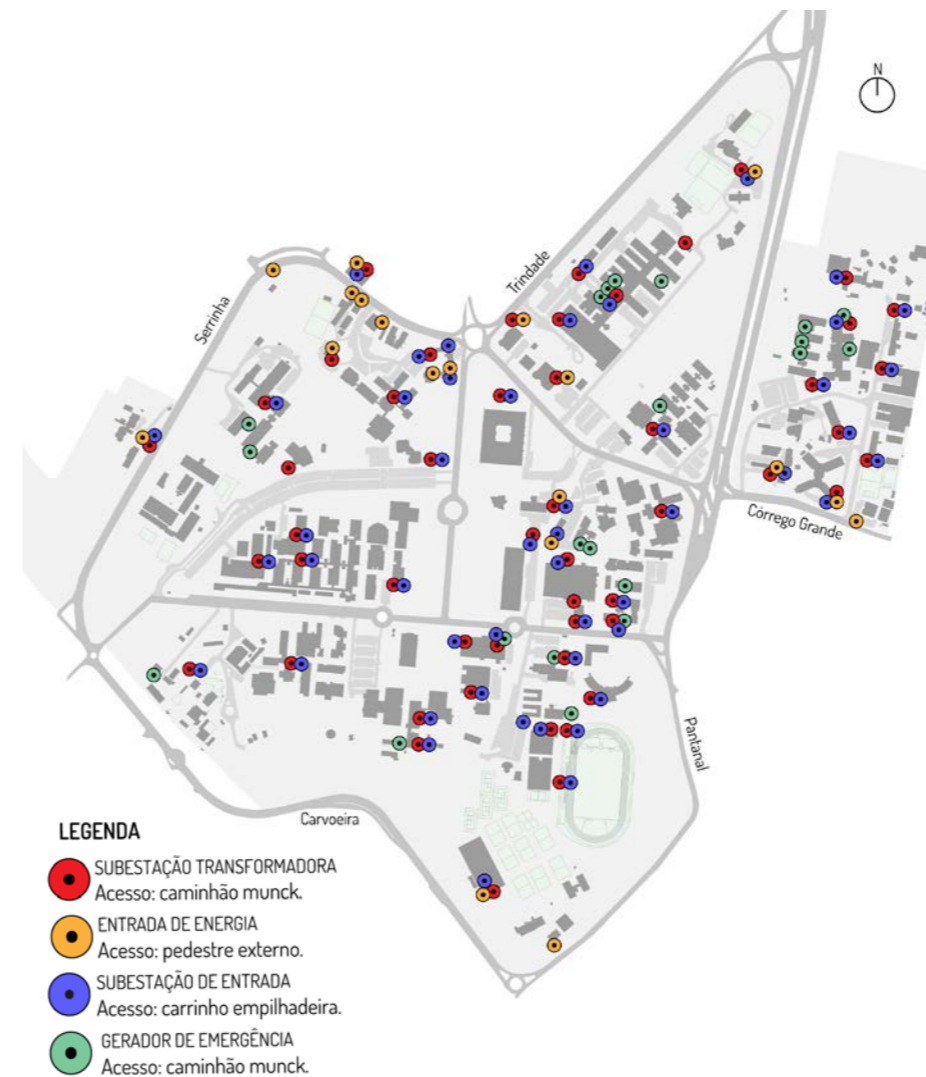 N
Trindade
Serrinha
Córrego Grande
Pantanal
Carvoeira
LEGENDA
SUBESTAÇÃO TRANSFORMADORA
Acesso: caminhão munck.
ENTRADA DE ENERGIA
Acesso: pedestre externo.
SUBESTAÇÃO DE ENTRADA
Acesso: carrinho empilhadeira.
GERADOR DE EMERGÊNCIA
Acesso: caminhão munck.